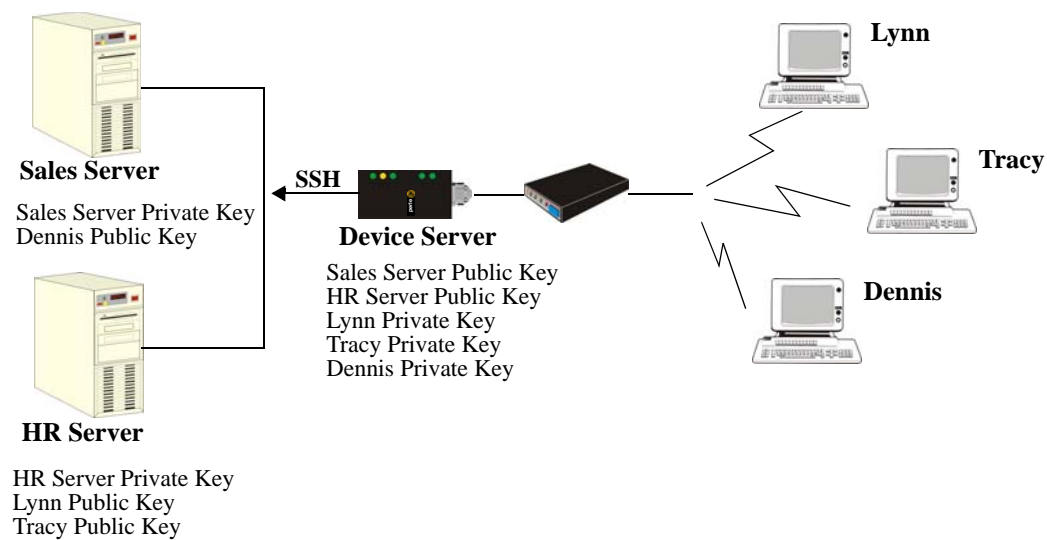 Lynn
Tracy
Dennis
Sales Server
Sales Server Private Key
Dennis Public Key
SSH
perle
Device Server
Sales Server Public Key
HR Server Public Key
Lynn Private Key
Tracy Private Key
Dennis Private Key
HR Server
HR Server Private Key
Lynn Public Key
Tracy Public Key